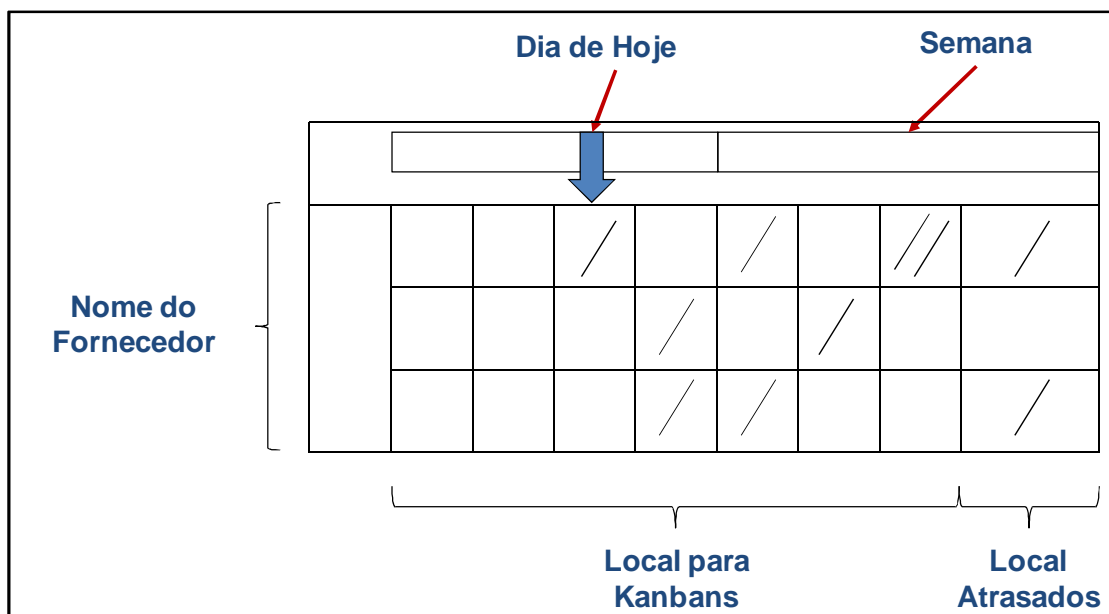 Dia de Hoje
Semana
Nome do
Fornecedor
Local para
Kanbans
Local
Atrasados